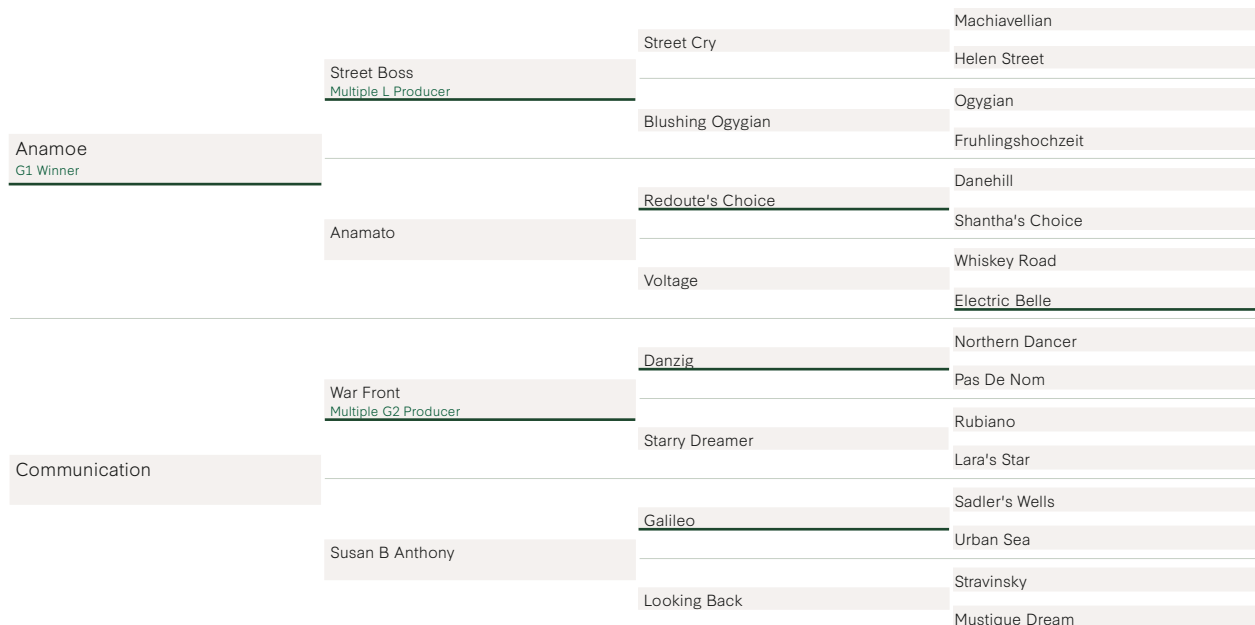 Machiavellian
Street Cry
Helen Street
Street Boss
Multiple L Producer
Ogygian
Blushing Ogygian
Fruhlingshochzeit
Anamoe
G1 Winner
Danehill
Redoute's Choice
Shantha's Choice
Anamato
Whiskey Road
Voltage
Electric Belle
Northern Dancer
Danzig
Pas De Nom
War Front
Multiple G2 Producer
Rubiano
Starry Dreamer
Lara's Star
Communication
Sadler's Wells
Galileo
Urban Sea
Susan B Anthony
Stravinsky
Looking Back
Mustique Dream